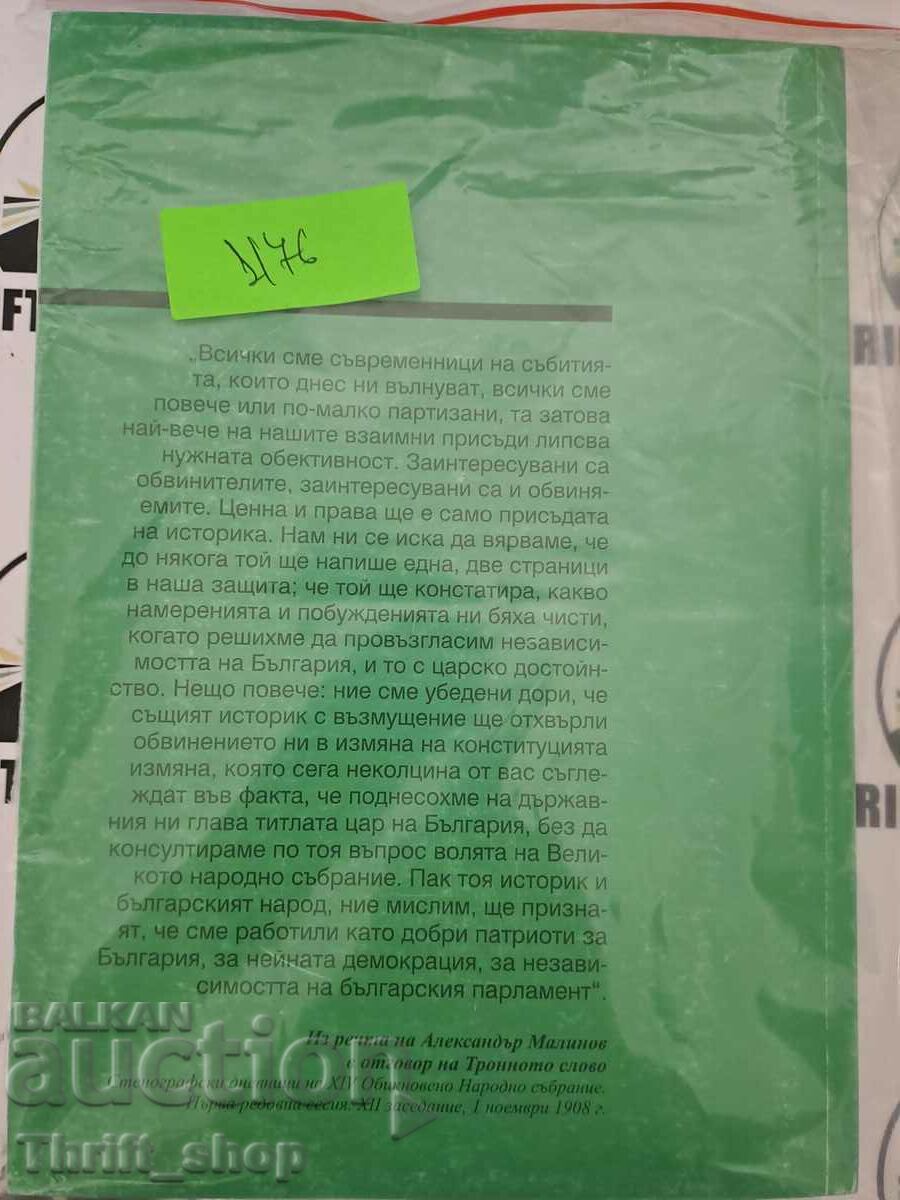 FT
RI
И76
„Всички сме съвременници на събития-
та, които днес ни вълнуват, всички сме
повече или по-малко партизани, та затова
най-вече на нашите взаимни присъди липсва
нужната обективност. Заинтересувани са
обвинителите, заинтересувани са и обвиня-
емите. Ценна и права ще е само присъдата
на историка. Нам ни се иска да вярваме, че
до някога той ще напише една, две страници
в наша защита; че той ще констатира, какво
намеренията и побужденията ни бяха чисти,
когато решихме да провъзгласим независи-
мостта на България, и то с царско достойн-
ство. Нещо повече: ние сме убедени дори, че
същият историк с възмущение ще отхвърли
обвинението ни в измяна на конституцията
измяна, която сега неколцина от вас съгле-
ждат във факта, че поднесохме на държав-
ния ни глава титлата цар на България, без да
консултираме по тоя въпрос волята на Вели-
кото народно събрание. Пак тоя историк и
българският народ, ние мислим, ще призна-
ят, че сме работили като добри патриоти за
България, за нейната демокрация, за незави-
симостта на българския парламент“.
Из речта на Александър Малинов
в отговор на Тронното слово
Стенографски дневници на XIV Обикновено Народно събрание.
Първа редовна сесия. XII заседание, 1 ноември 1908 г.
FT
RI
BALKAN
auction
Thrift_shop